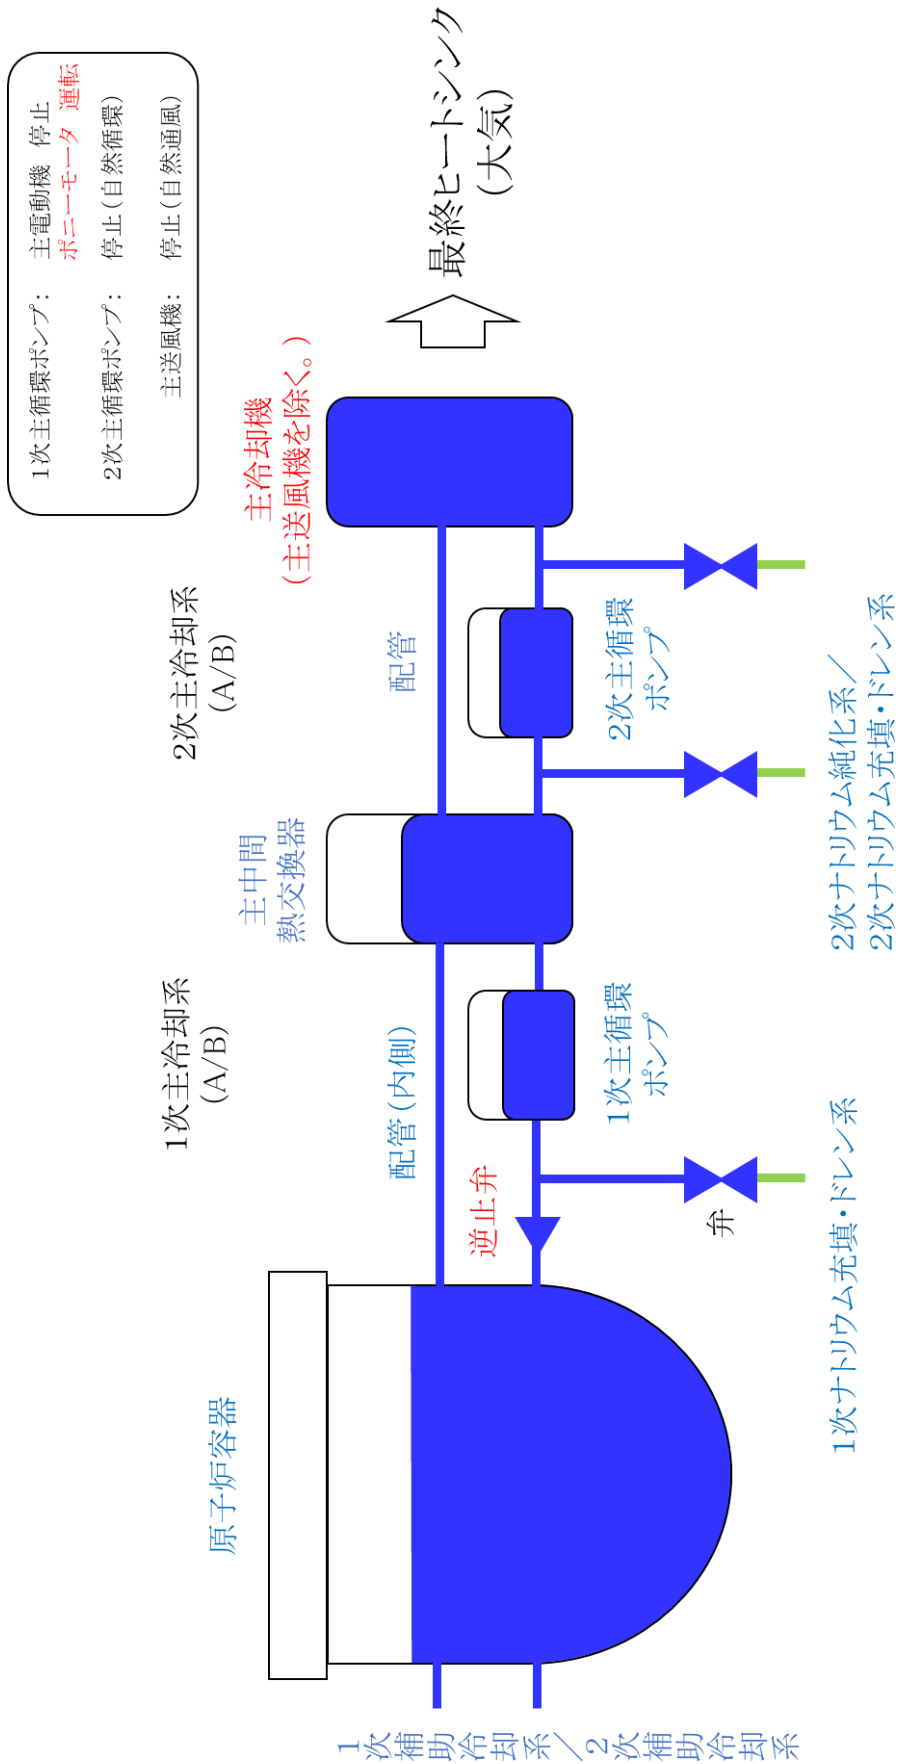 1次主循環ポンプ： 主電動機 停止
ポニーモータ 運転
2次主循環ポンプ： 停止（自然循環）
主送風機： 停止（自然通風）
1次主冷却系
（A/B）
2次主冷却系
（A/B）
原子炉容器
主中間
熱交換器
主冷却機
（主送風機を除く。）
配管（内側）
配管
最終ヒートシンク
（大気）
逆止弁
1次主循環
ポンプ
2次主循環
ポンプ
弁
1次補助冷却系／2次補助冷却系
1次ナトリウム充填・ドレン系
2次ナトリウム純化系／
2次ナトリウム充填・ドレン系